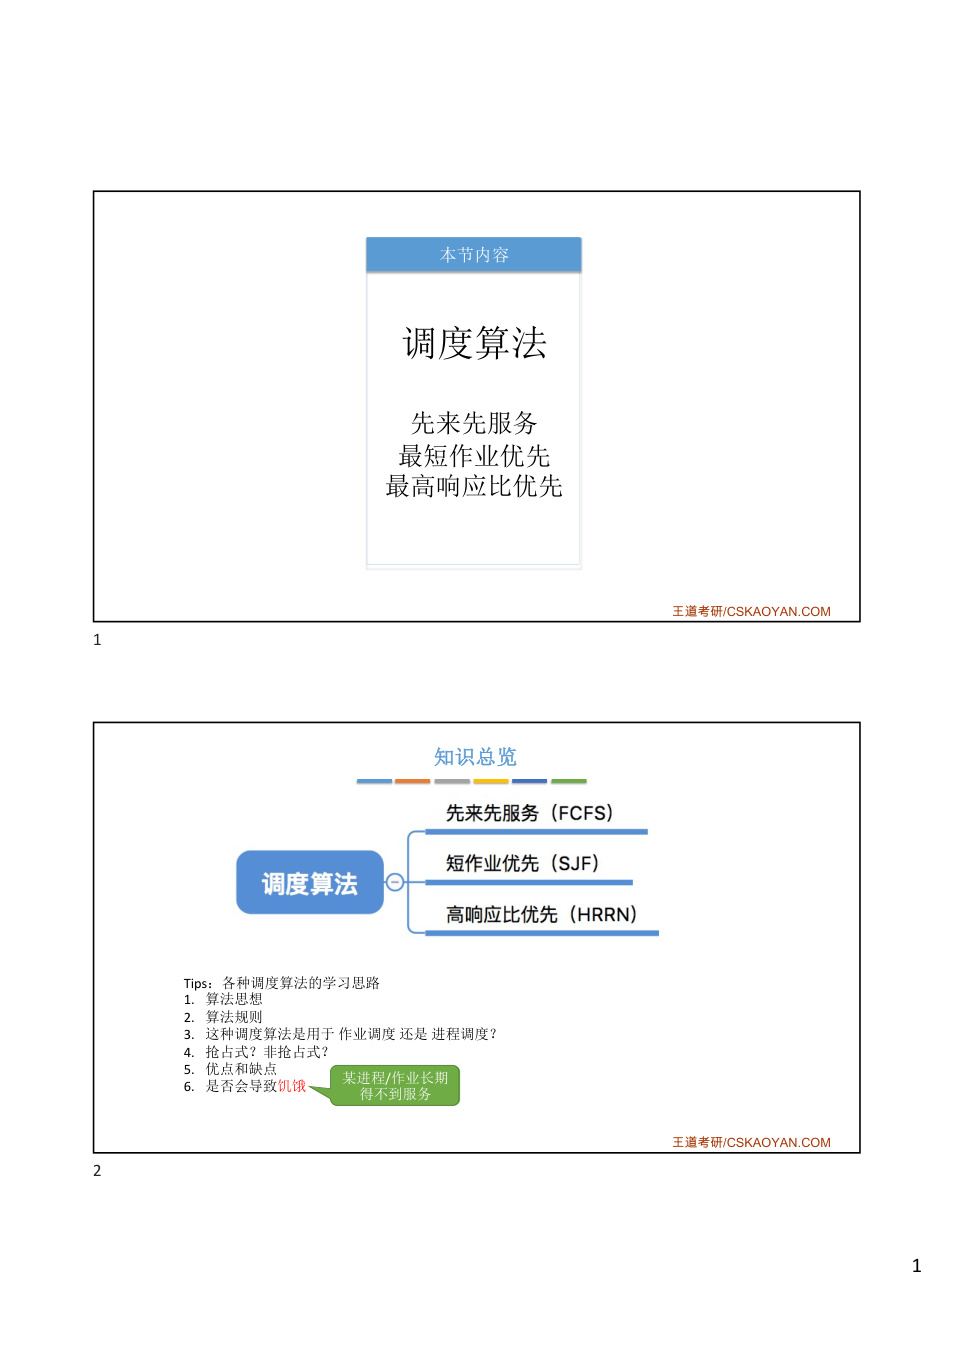 本节内容
调度算法
先来先服务
最短作业优先
最高响应比优先
王道考研/CSKAOYAN.COM
1
知识总览
调度算法
先来先服务（FCFS）
短作业优先（SJF）
高响应比优先（HRRN）
Tips：各种调度算法的学习思路
1. 算法思想
2. 算法规则
3. 这种调度算法是用于 作业调度 还是 进程调度？
4. 抢占式？非抢占式？
5. 优点和缺点
6. 是否会导致饥饿
某进程/作业长期
得不到服务
王道考研/CSKAOYAN.COM
2
1